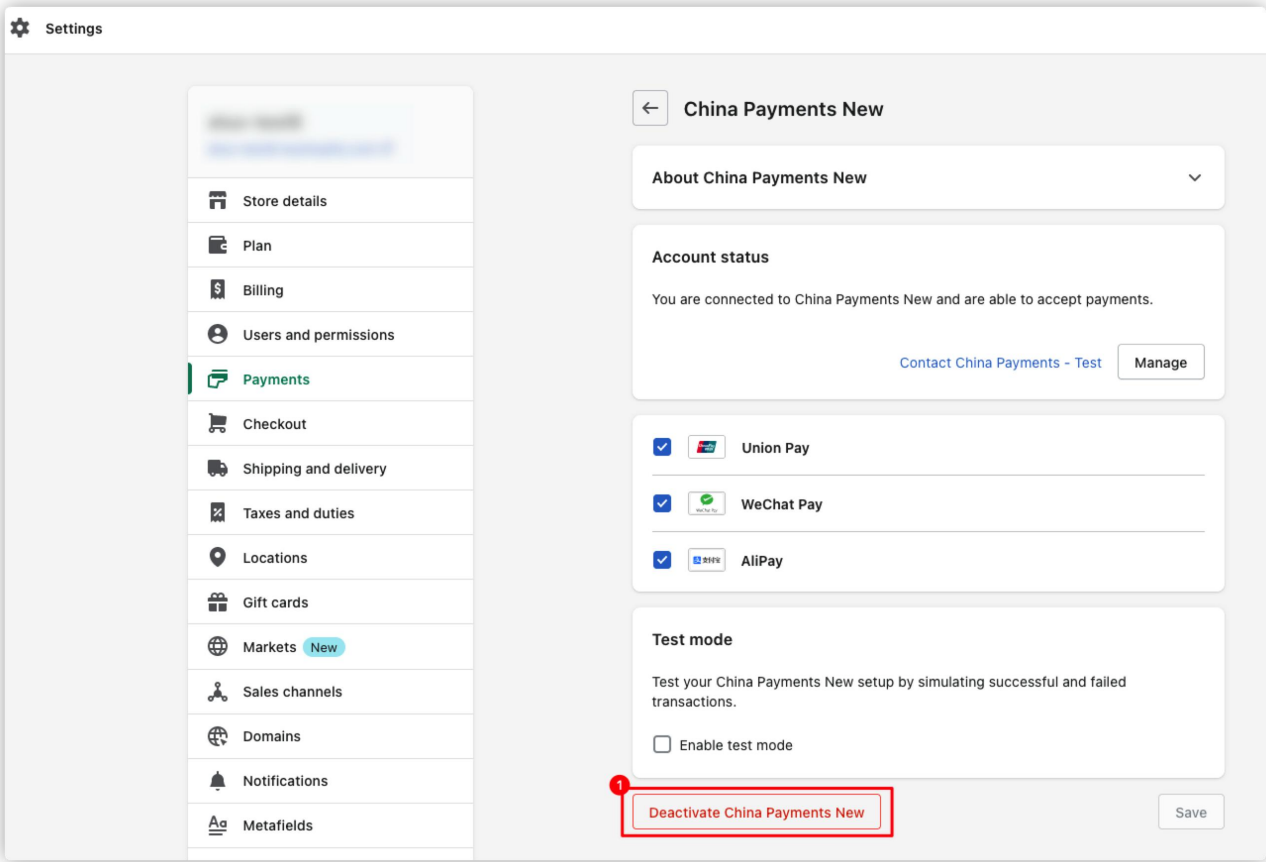 Settings
Store details
Plan
Billing
Users and permissions
Payments
Checkout
Shipping and delivery
Taxes and duties
Locations
Gift cards
Markets New
Sales channels
Domains
Notifications
Aa Metafields
China Payments New
About China Payments New
Account status
You are connected to China Payments New and are able to accept payments.
Contact China Payments - Test Manage
Union Pay
WeChat Pay
支付宝 AliPay
Test mode
Test your China Payments New setup by simulating successful and failed
transactions.
Enable test mode
1
Deactivate China Payments New Save